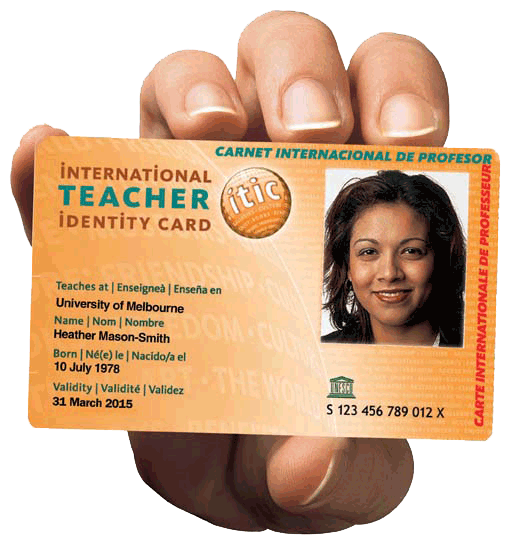 CARNET INTERNACIONAL DE PROFESOR
iNTERNATiONAL
TEACHER
iDENTiTY CARD
itic
CARTE INTERNATIONALE DE PROFESSEUR
Teaches at | Enseigneà | Enseña en
University of Melbourne
Name | Nom | Nombre
Heather Mason-Smith
Born | Né(e) le | Nacido/a el
10 July 1978
Validity | Validité | Validez
31 March 2015
UNESCO
S 123 456 789 012 X